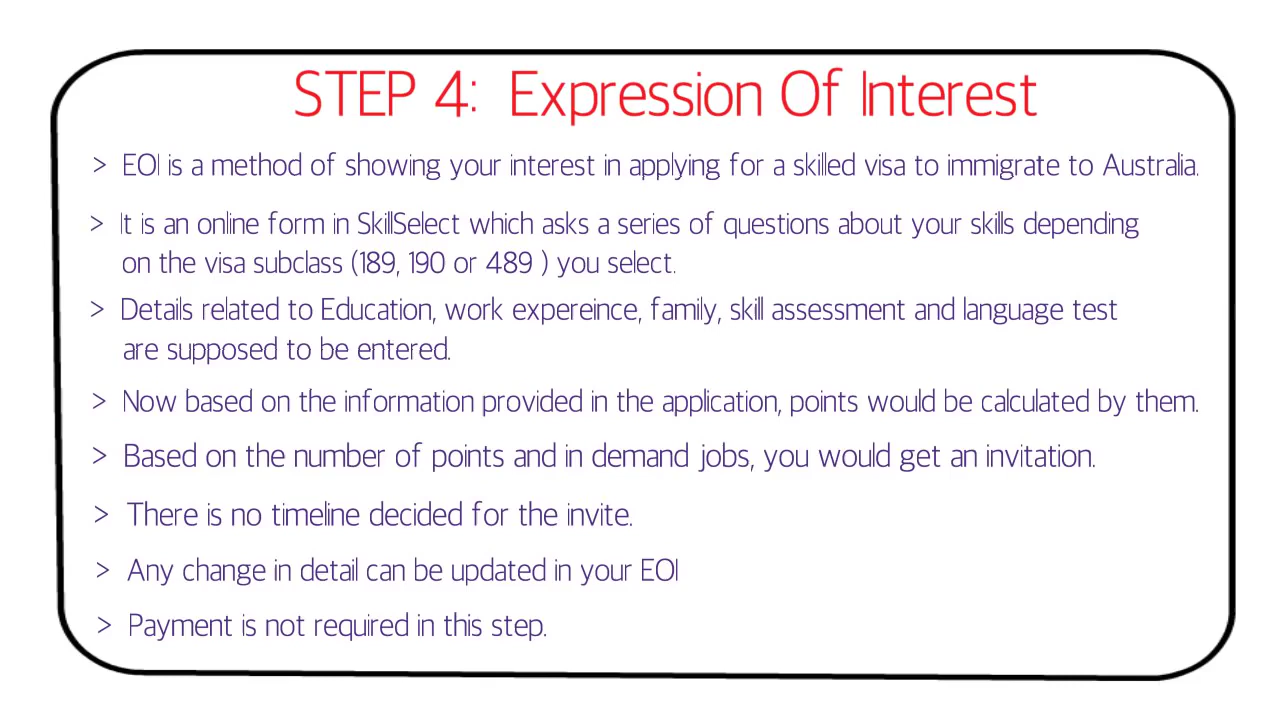 STEP 4: Expression Of Interest
> EOI is a method of showing your interest in applying for a skilled visa to immigrate to Australia.
> It is an online form in SkillSelect which asks a series of questions about your skills depending
on the visa subclass (189, 190 or 489 ) you select.
> Details related to Education, work expereince, family, skill assessment and language test
are supposed to be entered.
> Now based on the information provided in the application, points would be calculated by them.
> Based on the number of points and in demand jobs, you would get an invitation.
> There is no timeline decided for the invite.
> Any change in detail can be updated in your EOI
> Payment is not required in this step.